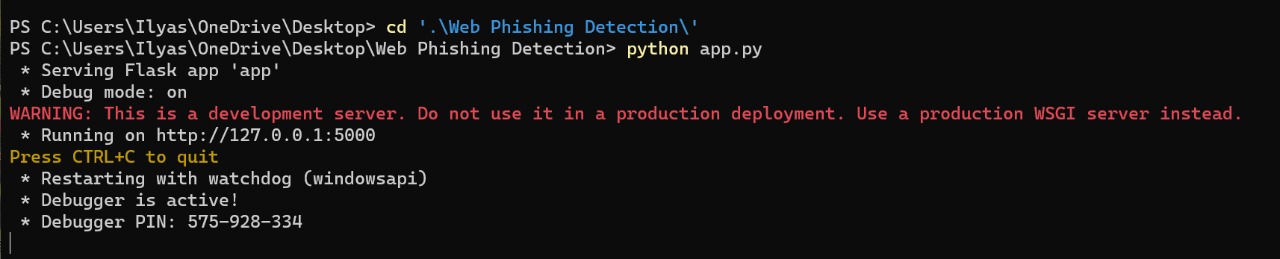 PS C:\Users\Ilyas\OneDrive\Desktop> cd '.\Web Phishing Detection\'
PS C:\Users\Ilyas\OneDrive\Desktop\Web Phishing Detection> python app.py
 * Serving Flask app 'app'
 * Debug mode: on
WARNING: This is a development server. Do not use it in a production deployment. Use a production WSGI server instead.
 * Running on http://127.0.0.1:5000
Press CTRL+C to quit
 * Restarting with watchdog (windowsapi)
 * Debugger is active!
 * Debugger PIN: 575-928-334